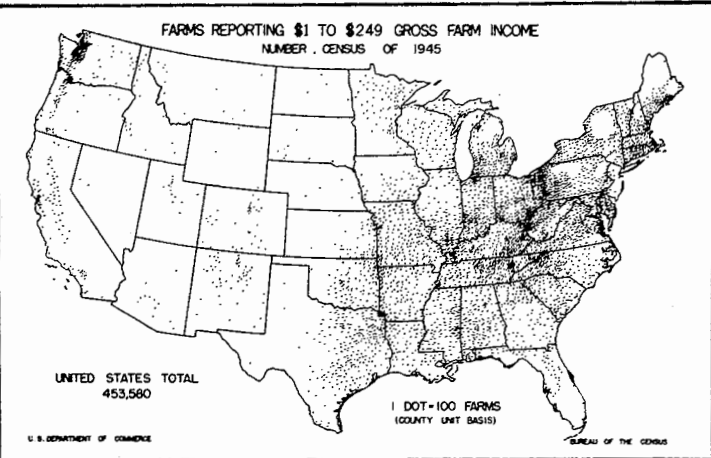 FARMS REPORTING $1 TO $249 GROSS FARM INCOME
NUMBER, CENSUS OF 1945
UNITED STATES TOTAL
453,580
1 DOT=100 FARMS
(COUNTY UNIT BASIS)
U. S. DEPARTMENT OF COMMERCE
BUREAU OF THE CENSUS